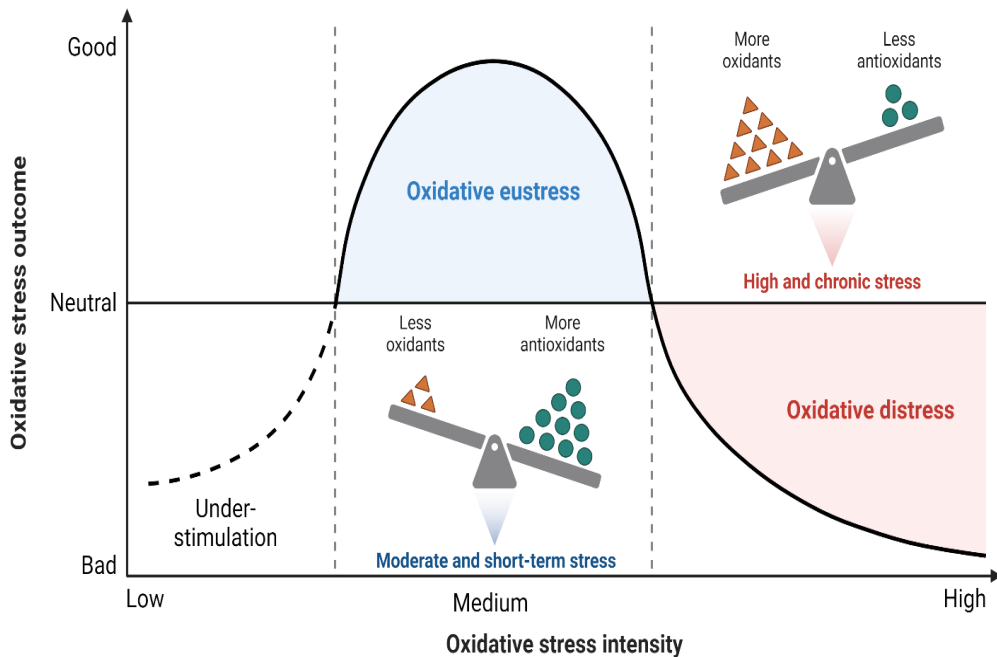 Good
More
oxidants
Less
antioxidants
Oxidative eustress
High and chronic stress
Neutral
Less
oxidants
More
antioxidants
Oxidative distress
Under-
stimulation
Moderate and short-term stress
Bad
Low
Medium
High
Oxidative stress intensity
Oxidative stress outcome